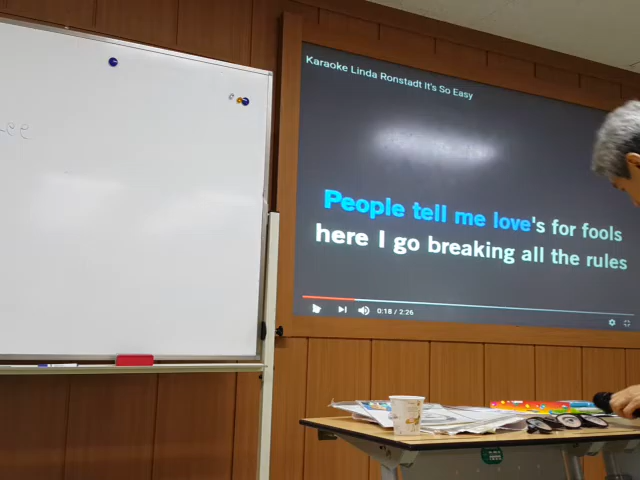 Lee
Karaoke Linda Ronstadt It's So Easy
People tell me love's for fools
here I go breaking all the rules
0:18 / 2:26